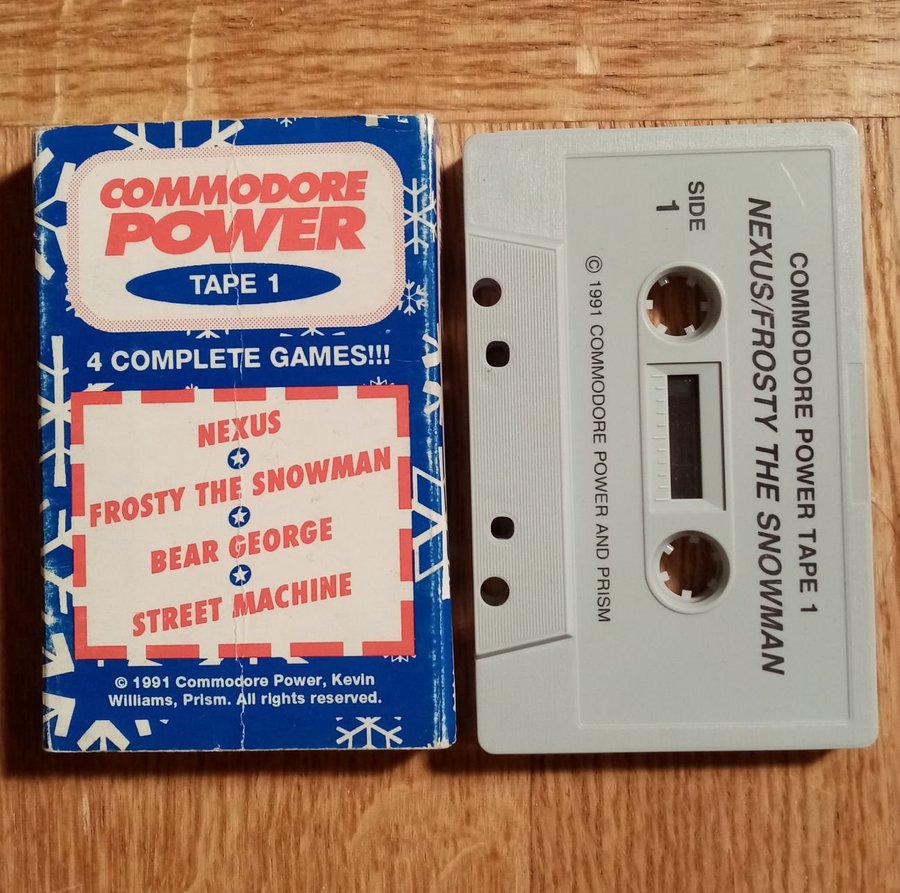 COMMODORE
POWER
TAPE 1
4 COMPLETE GAMES!!!
NEXUS
FROSTY THE SNOWMAN
BEAR GEORGE
STREET MACHINE
© 1991 Commodore Power, Kevin
Williams, Prism. All rights reserved.
COMMODORE POWER TAPE 1
NEXUS/FROSTY THE SNOWMAN
SIDE
1
© 1991 COMMODORE POWER AND PRISM